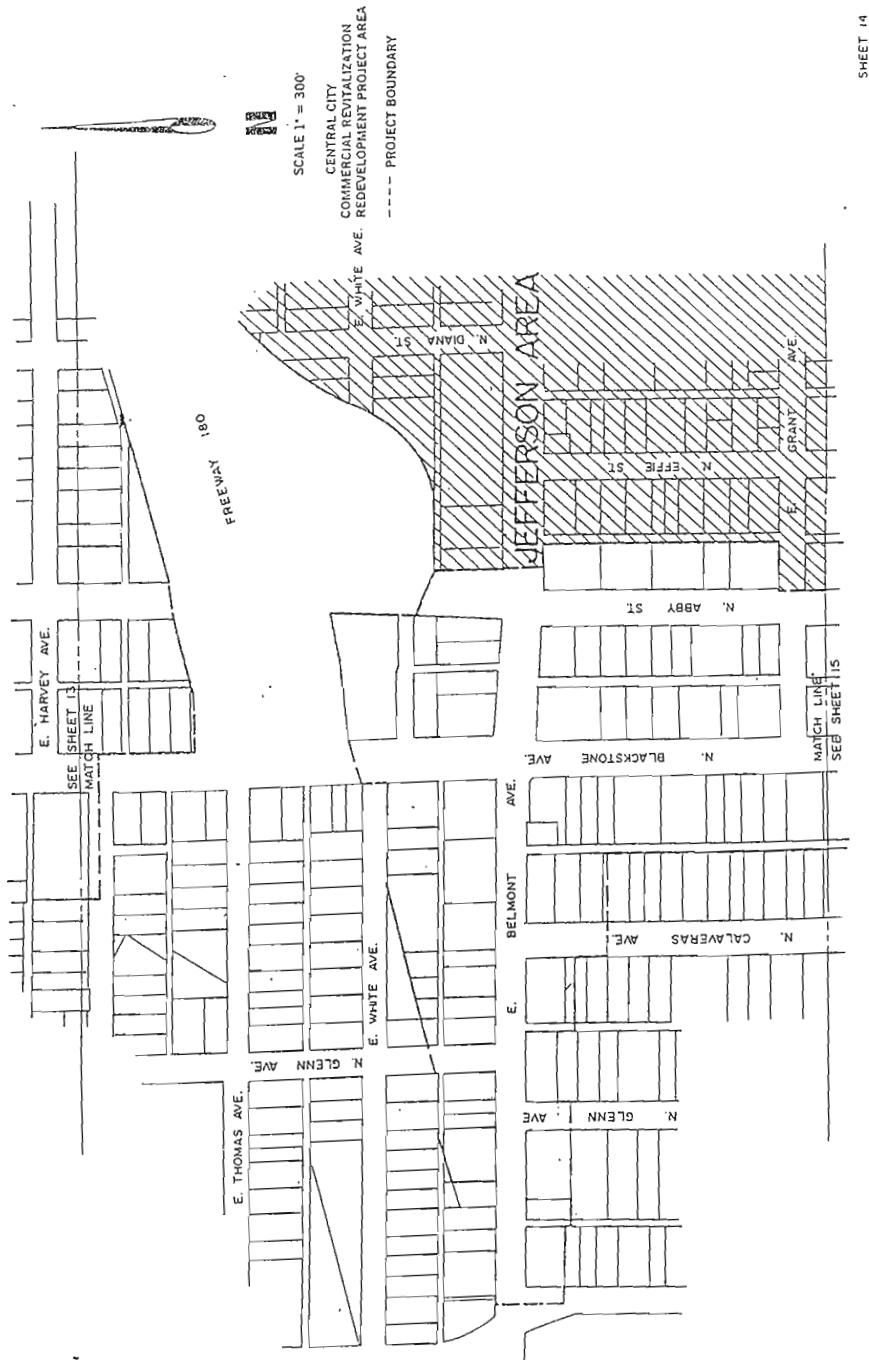 N
SCALE 1" = 300'
CENTRAL CITY
COMMERCIAL REVITALIZATION
REDEVELOPMENT PROJECT AREA
---- PROJECT BOUNDARY
E. HARVEY AVE.
SEE SHEET 13
MATCH LINE
FREEWAY 180
E. WHITE AVE.
N. DIANA ST.
JEFFERSON AREA
N. EFFIE ST.
E. GRANT AVE.
N. ABBY ST.
N. BLACKSTONE AVE.
MATCH LINE
SEE SHEET 15
E. BELMONT AVE.
N. CALAVERAS AVE.
E. WHITE AVE.
N. GLENN AVE.
E. THOMAS AVE.
N. GLENN AVE
SHEET 14